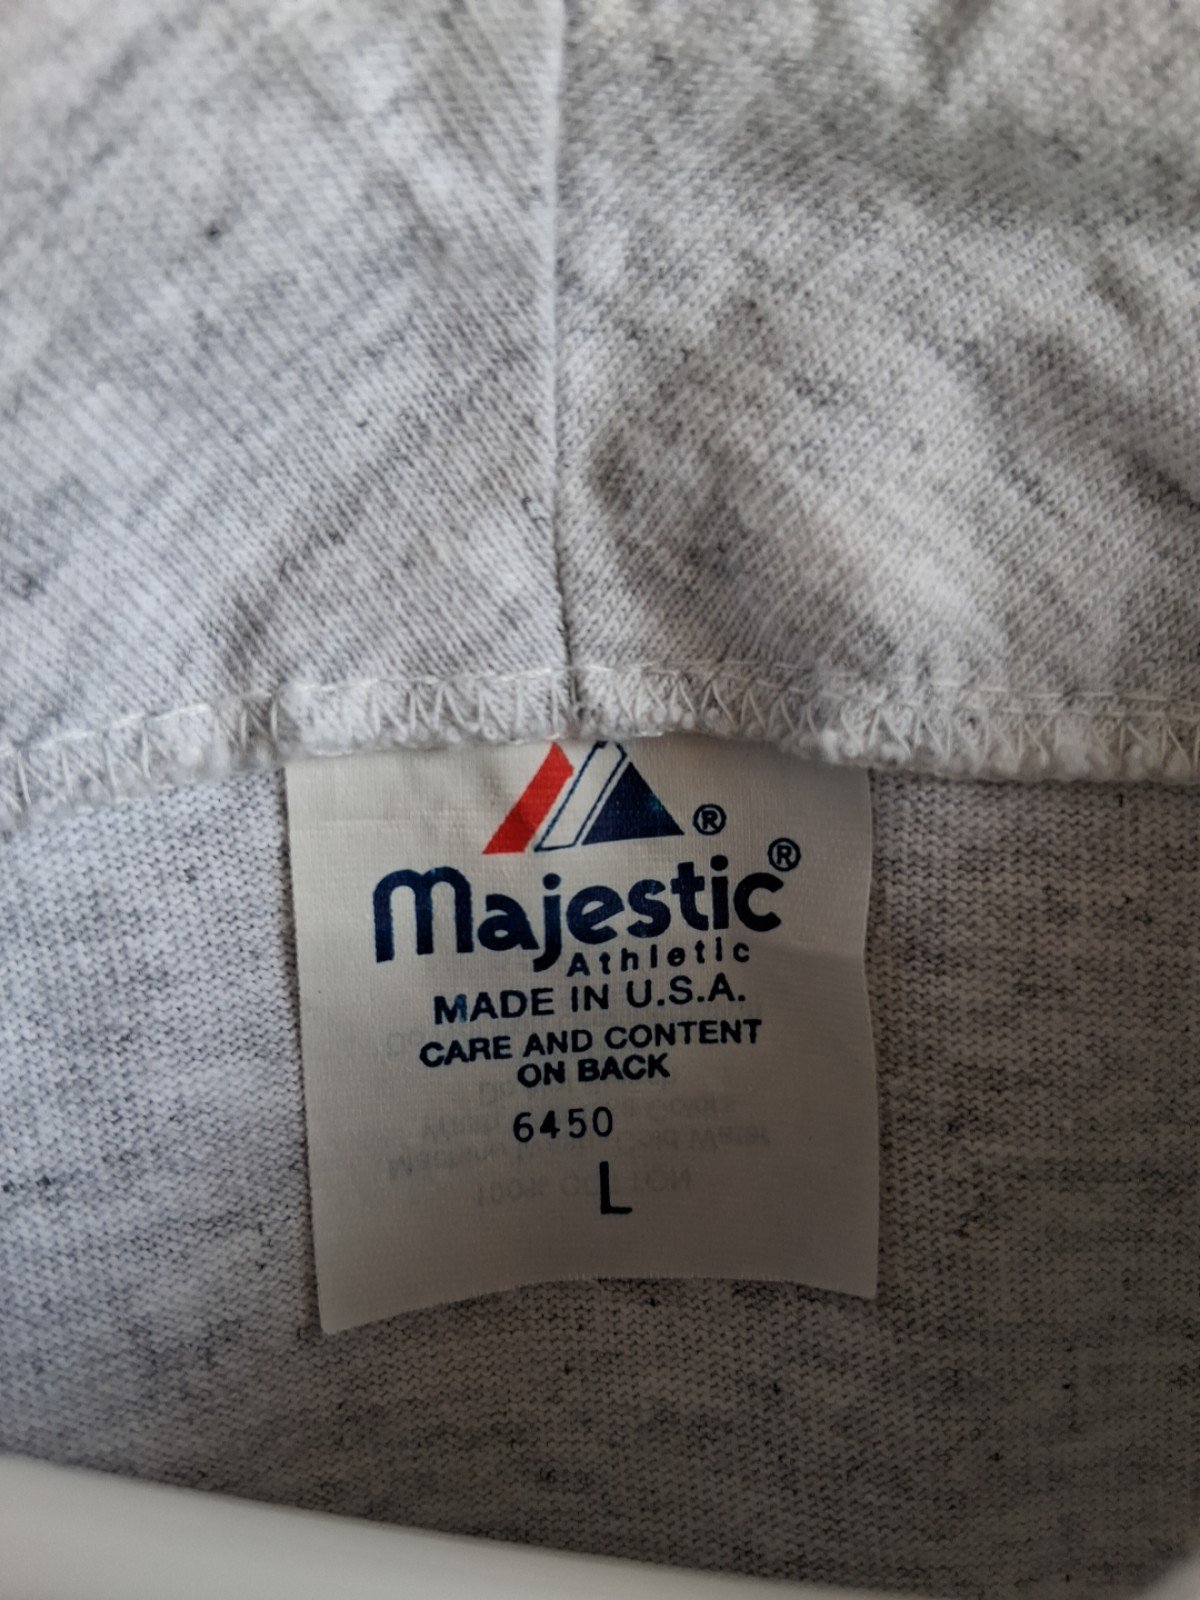 ®
Majestic®
Athletic
MADE IN U.S.A.
CARE AND CONTENT
ON BACK
6450
L